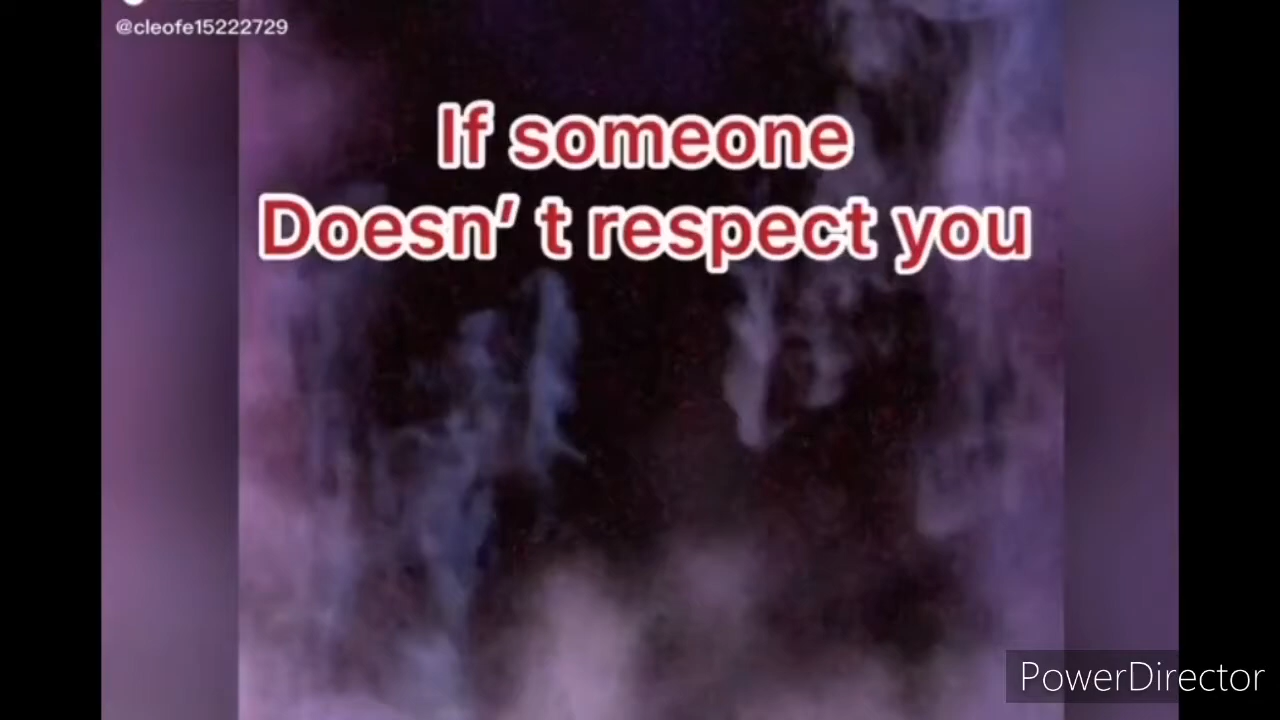 @cleofe15222729
If someone
Doesn’ t respect you
PowerDirector